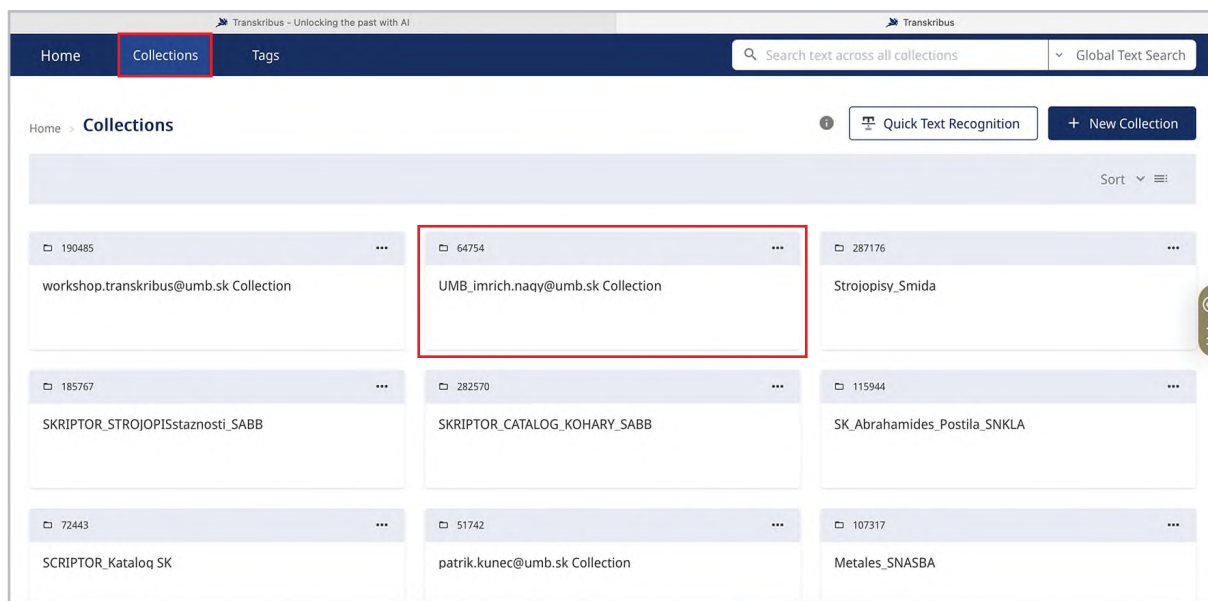 Transkribus - Unlocking the past with AI
Transkribus
Home
Collections
Tags
Search text across all collections
Global Text Search
Home > Collections
Quick Text Recognition
+ New Collection
Sort
190485
64754
287176
workshop.transkribus@umb.sk Collection
UMB_imrich.nagy@umb.sk Collection
Strojopisy_Smida
185767
282570
115944
SKRIPTOR_STROJOPISstaznosti_SABB
SKRIPTOR_CATALOG_KOHARY_SABB
SK_Abrahamides_Postila_SNKLA
72443
51742
107317
SCRIPTOR_Katalog SK
patrik.kunec@umb.sk Collection
Metales_SNASBA